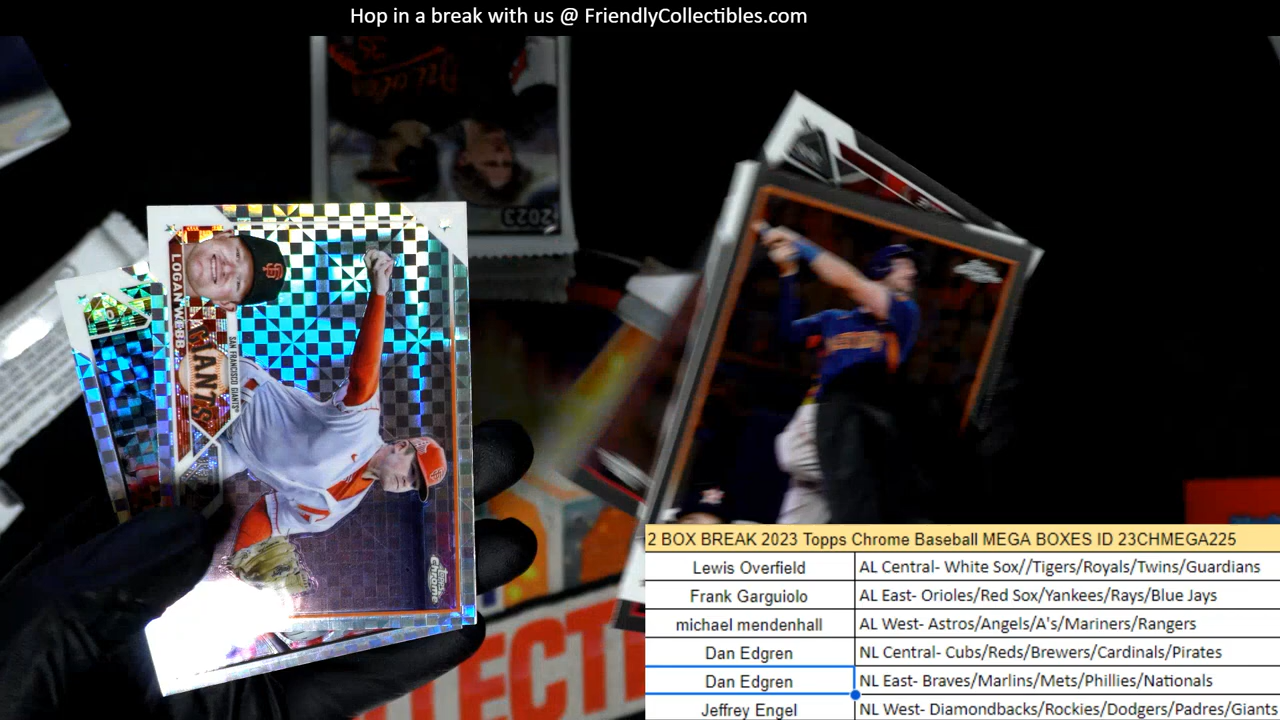 Hop in a break with us @ FriendlyCollectibles.com
2023
LOGAN WEBB
SAN FRANCISCO GIANTS
GIANTS
Topps Chrome
LECT
2 BOX BREAK 2023 Topps Chrome Baseball MEGA BOXES ID 23CHMEGA225
Lewis Overfield AL Central- White Sox//Tigers/Royals/Twins/Guardians
Frank Garguiolo AL East- Orioles/Red Sox/Yankees/Rays/Blue Jays
michael mendenhall AL West- Astros/Angels/A's/Mariners/Rangers
Dan Edgren NL Central- Cubs/Reds/Brewers/Cardinals/Pirates
Dan Edgren NL East- Braves/Marlins/Mets/Phillies/Nationals
Jeffrey Engel NL West- Diamondbacks/Rockies/Dodgers/Padres/Giants